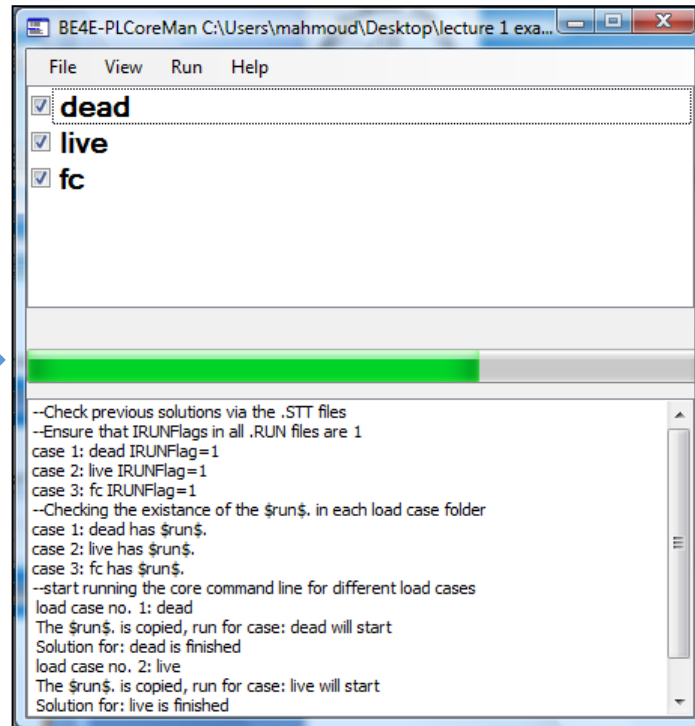 BE4E-PLCoreMan C:\Users\mahmoud\Desktop\lecture 1 exa...
File View Run Help
dead
live
fc
--Check previous solutions via the .STT files
--Ensure that IRUNFlags in all .RUN files are 1
case 1: dead IRUNFlag=1
case 2: live IRUNFlag=1
case 3: fc IRUNFlag=1
--Checking the existance of the $run$. in each load case folder
case 1: dead has $run$.
case 2: live has $run$.
case 3: fc has $run$.
--start running the core command line for different load cases
load case no. 1: dead
The $run$. is copied, run for case: dead will start
Solution for: dead is finished
load case no. 2: live
The $run$. is copied, run for case: live will start
Solution for: live is finished